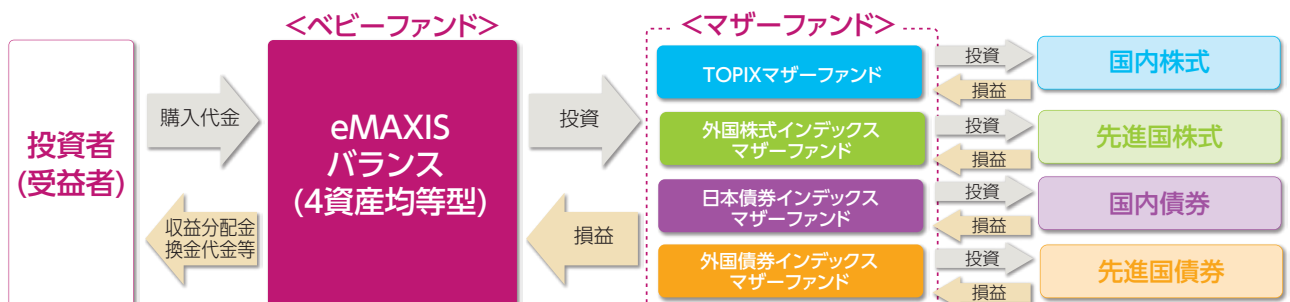 <ベビーファンド>
<マザーファンド>
投資者
(受益者)
購入代金
収益分配金
換金代金等
eMAXIS
バランス
(4資産均等型)
投資
損益
TOPIXマザーファンド
投資
損益
国内株式
外国株式インデックス
マザーファンド
投資
損益
先進国株式
日本債券インデックス
マザーファンド
投資
損益
国内債券
外国債券インデックス
マザーファンド
投資
損益
先進国債券